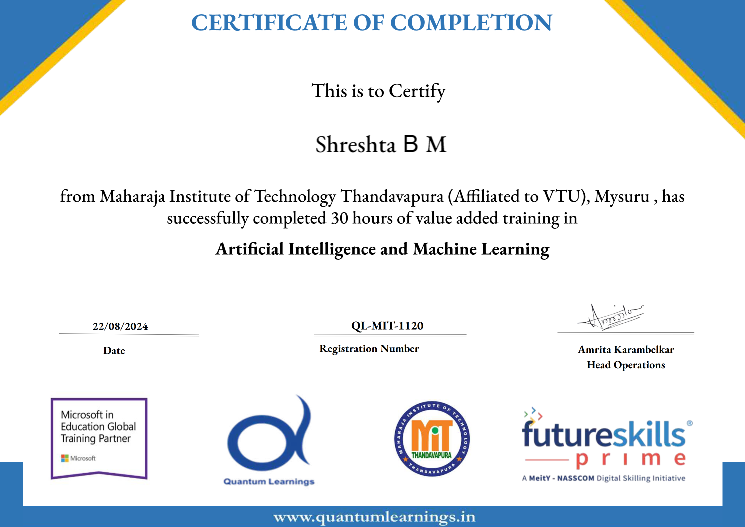 CERTIFICATE OF COMPLETION
This is to Certify
Shreshta B M
from Maharaja Institute of Technology Thandavapura (Affiliated to VTU), Mysuru , has
successfully completed 30 hours of value added training in
Artificial Intelligence and Machine Learning
22/08/2024
Date
QL-MIT-1120
Registration Number
Amrita Karambelkar
Head Operations
Microsoft in
Education Global
Training Partner
Microsoft
Quantum Learnings
MAHARAJA INSTITUTE OF TECHNOLOGY
MIT
THANDAVAPURA
THANDAVAPURA
futureskills®
prime
A MeitY - NASSCOM Digital Skilling Initiative
www.quantumlearnings.in